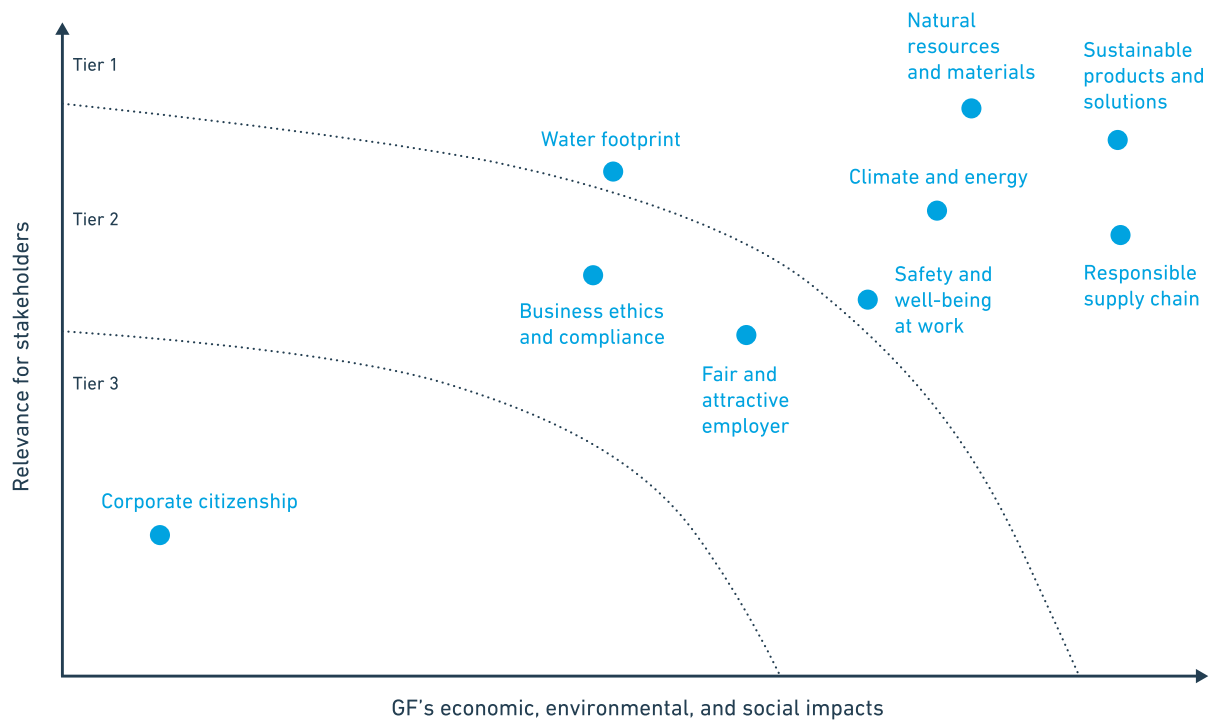 Natural
resources
and materials
Sustainable
products and
solutions
Tier 1
Water footprint
Climate and energy
Tier 2
Relevance for stakeholders
Safety and
well-being
at work
Responsible
supply chain
Business ethics
and compliance
Fair and
attractive
employer
Tier 3
Corporate citizenship
GF's economic, environmental, and social impacts